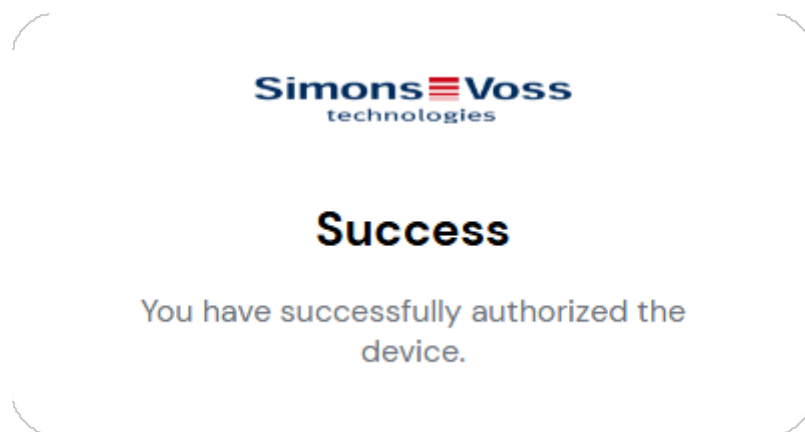 Simons Voss
technologies
Success
You have successfully authorized the
device.